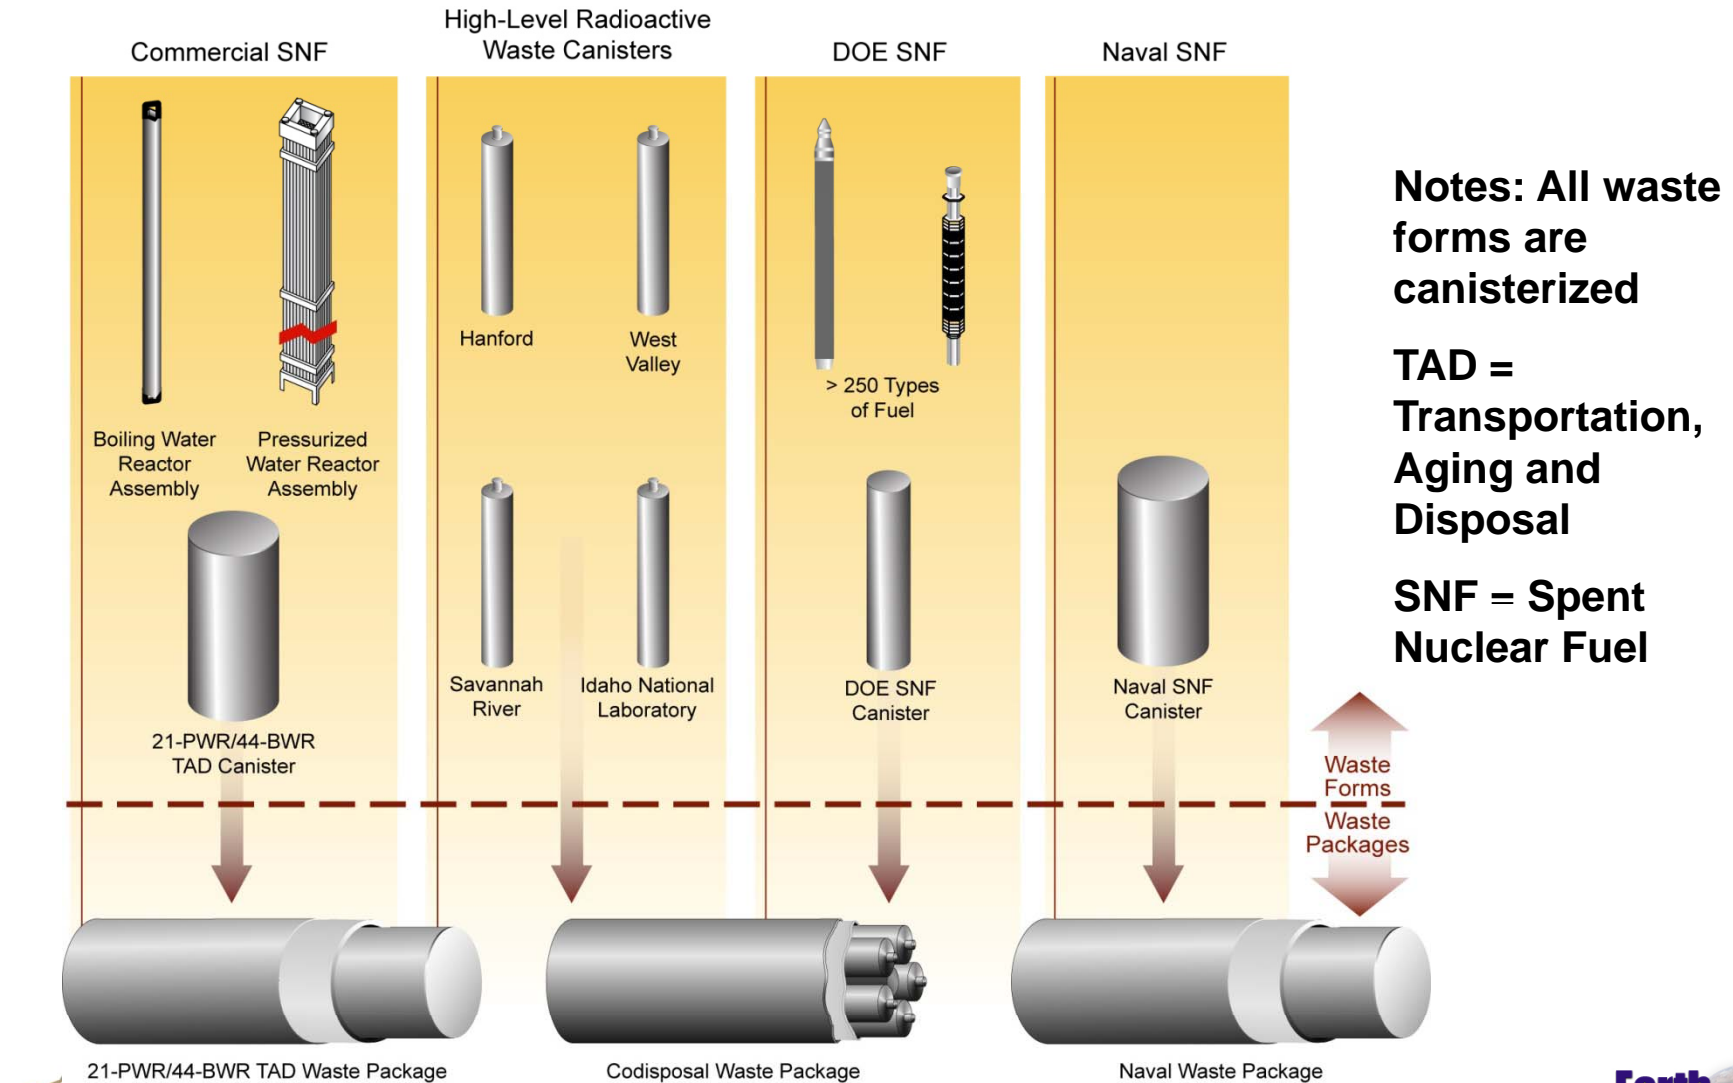 Commercial SNF
High-Level Radioactive
Waste Canisters
DOE SNF
Naval SNF
Boiling Water
Reactor
Assembly
Pressurized
Water Reactor
Assembly
21-PWR/44-BWR
TAD Canister
Hanford
West
Valley
Savannah
River
Idaho National
Laboratory
> 250 Types
of Fuel
DOE SNF
Canister
Naval SNF
Canister
Waste
Forms
Waste
Packages
21-PWR/44-BWR TAD Waste Package
Codisposal Waste Package
Naval Waste Package
Notes: All waste
forms are
canisterized
TAD =
Transportation,
Aging and
Disposal
SNF = Spent
Nuclear Fuel